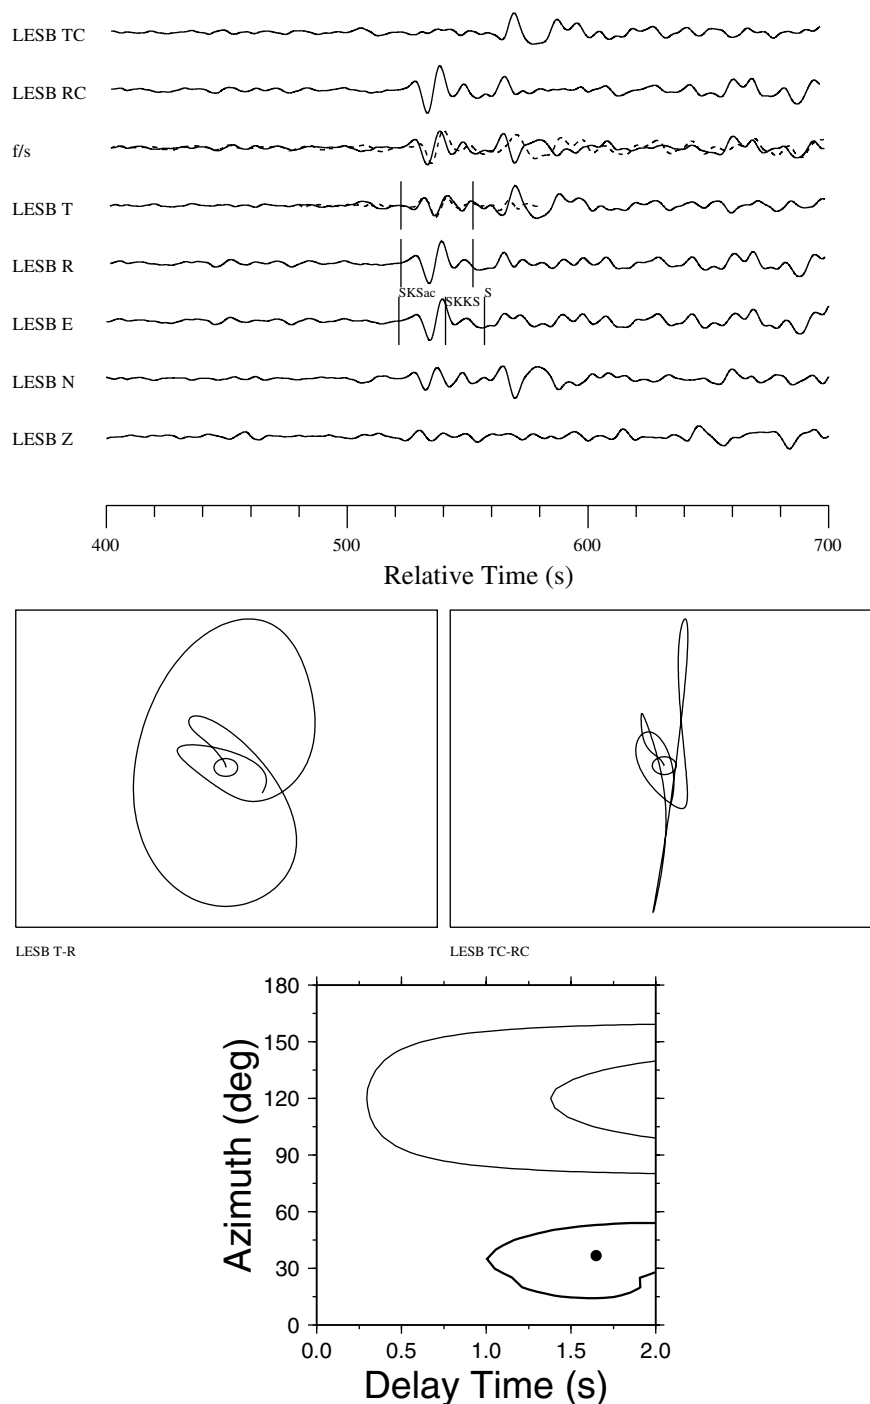 LESB TC
LESB RC
f/s
LESB T
LESB R
SKSac SKKS S
LESB E
LESB N
LESB Z
400 500 600 700
Relative Time (s)
LESB T-R LESB TC-RC
180
150
120
90
60
30
0
Azimuth (deg)
0.0 0.5 1.0 1.5 2.0
Delay Time (s)